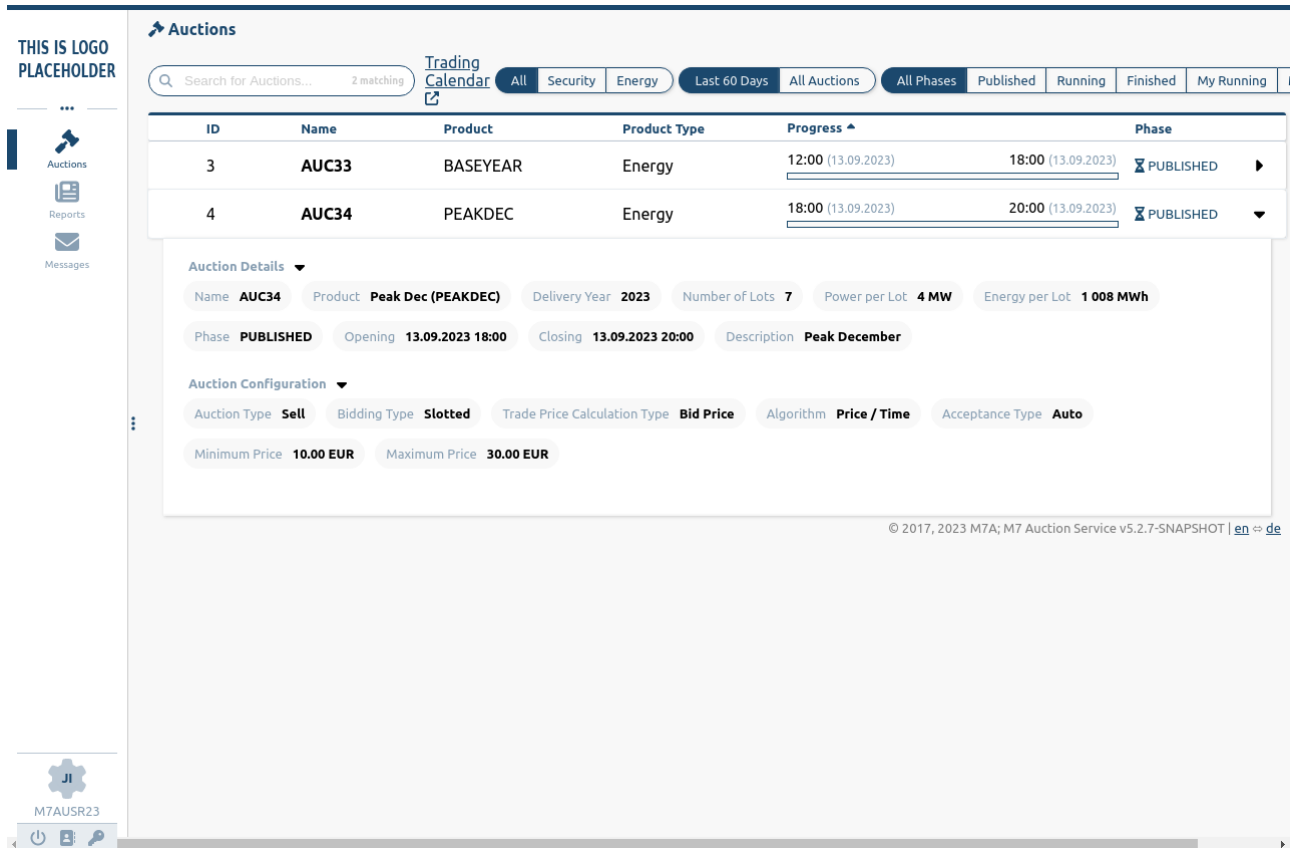 THIS IS LOGO
PLACEHOLDER
Auctions
Reports
Messages
JI
M7AUSR23
Auctions
Search for Auctions... 2 matching
Trading
Calendar
All Security Energy
Last 60 Days All Auctions
All Phases Published Running Finished My Running
ID Name Product Product Type Progress Phase
3 AUC33 BASEYEAR Energy 12:00 (13.09.2023) 18:00 (13.09.2023) PUBLISHED
4 AUC34 PEAKDEC Energy 18:00 (13.09.2023) 20:00 (13.09.2023) PUBLISHED
Auction Details
Name AUC34 Product Peak Dec (PEAKDEC) Delivery Year 2023 Number of Lots 7 Power per Lot 4 MW Energy per Lot 1 008 MWh
Phase PUBLISHED Opening 13.09.2023 18:00 Closing 13.09.2023 20:00 Description Peak December
Auction Configuration
Auction Type Sell Bidding Type Slotted Trade Price Calculation Type Bid Price Algorithm Price / Time Acceptance Type Auto
Minimum Price 10.00 EUR Maximum Price 30.00 EUR
© 2017, 2023 M7A; M7 Auction Service v5.2.7-SNAPSHOT | en ⇔ de